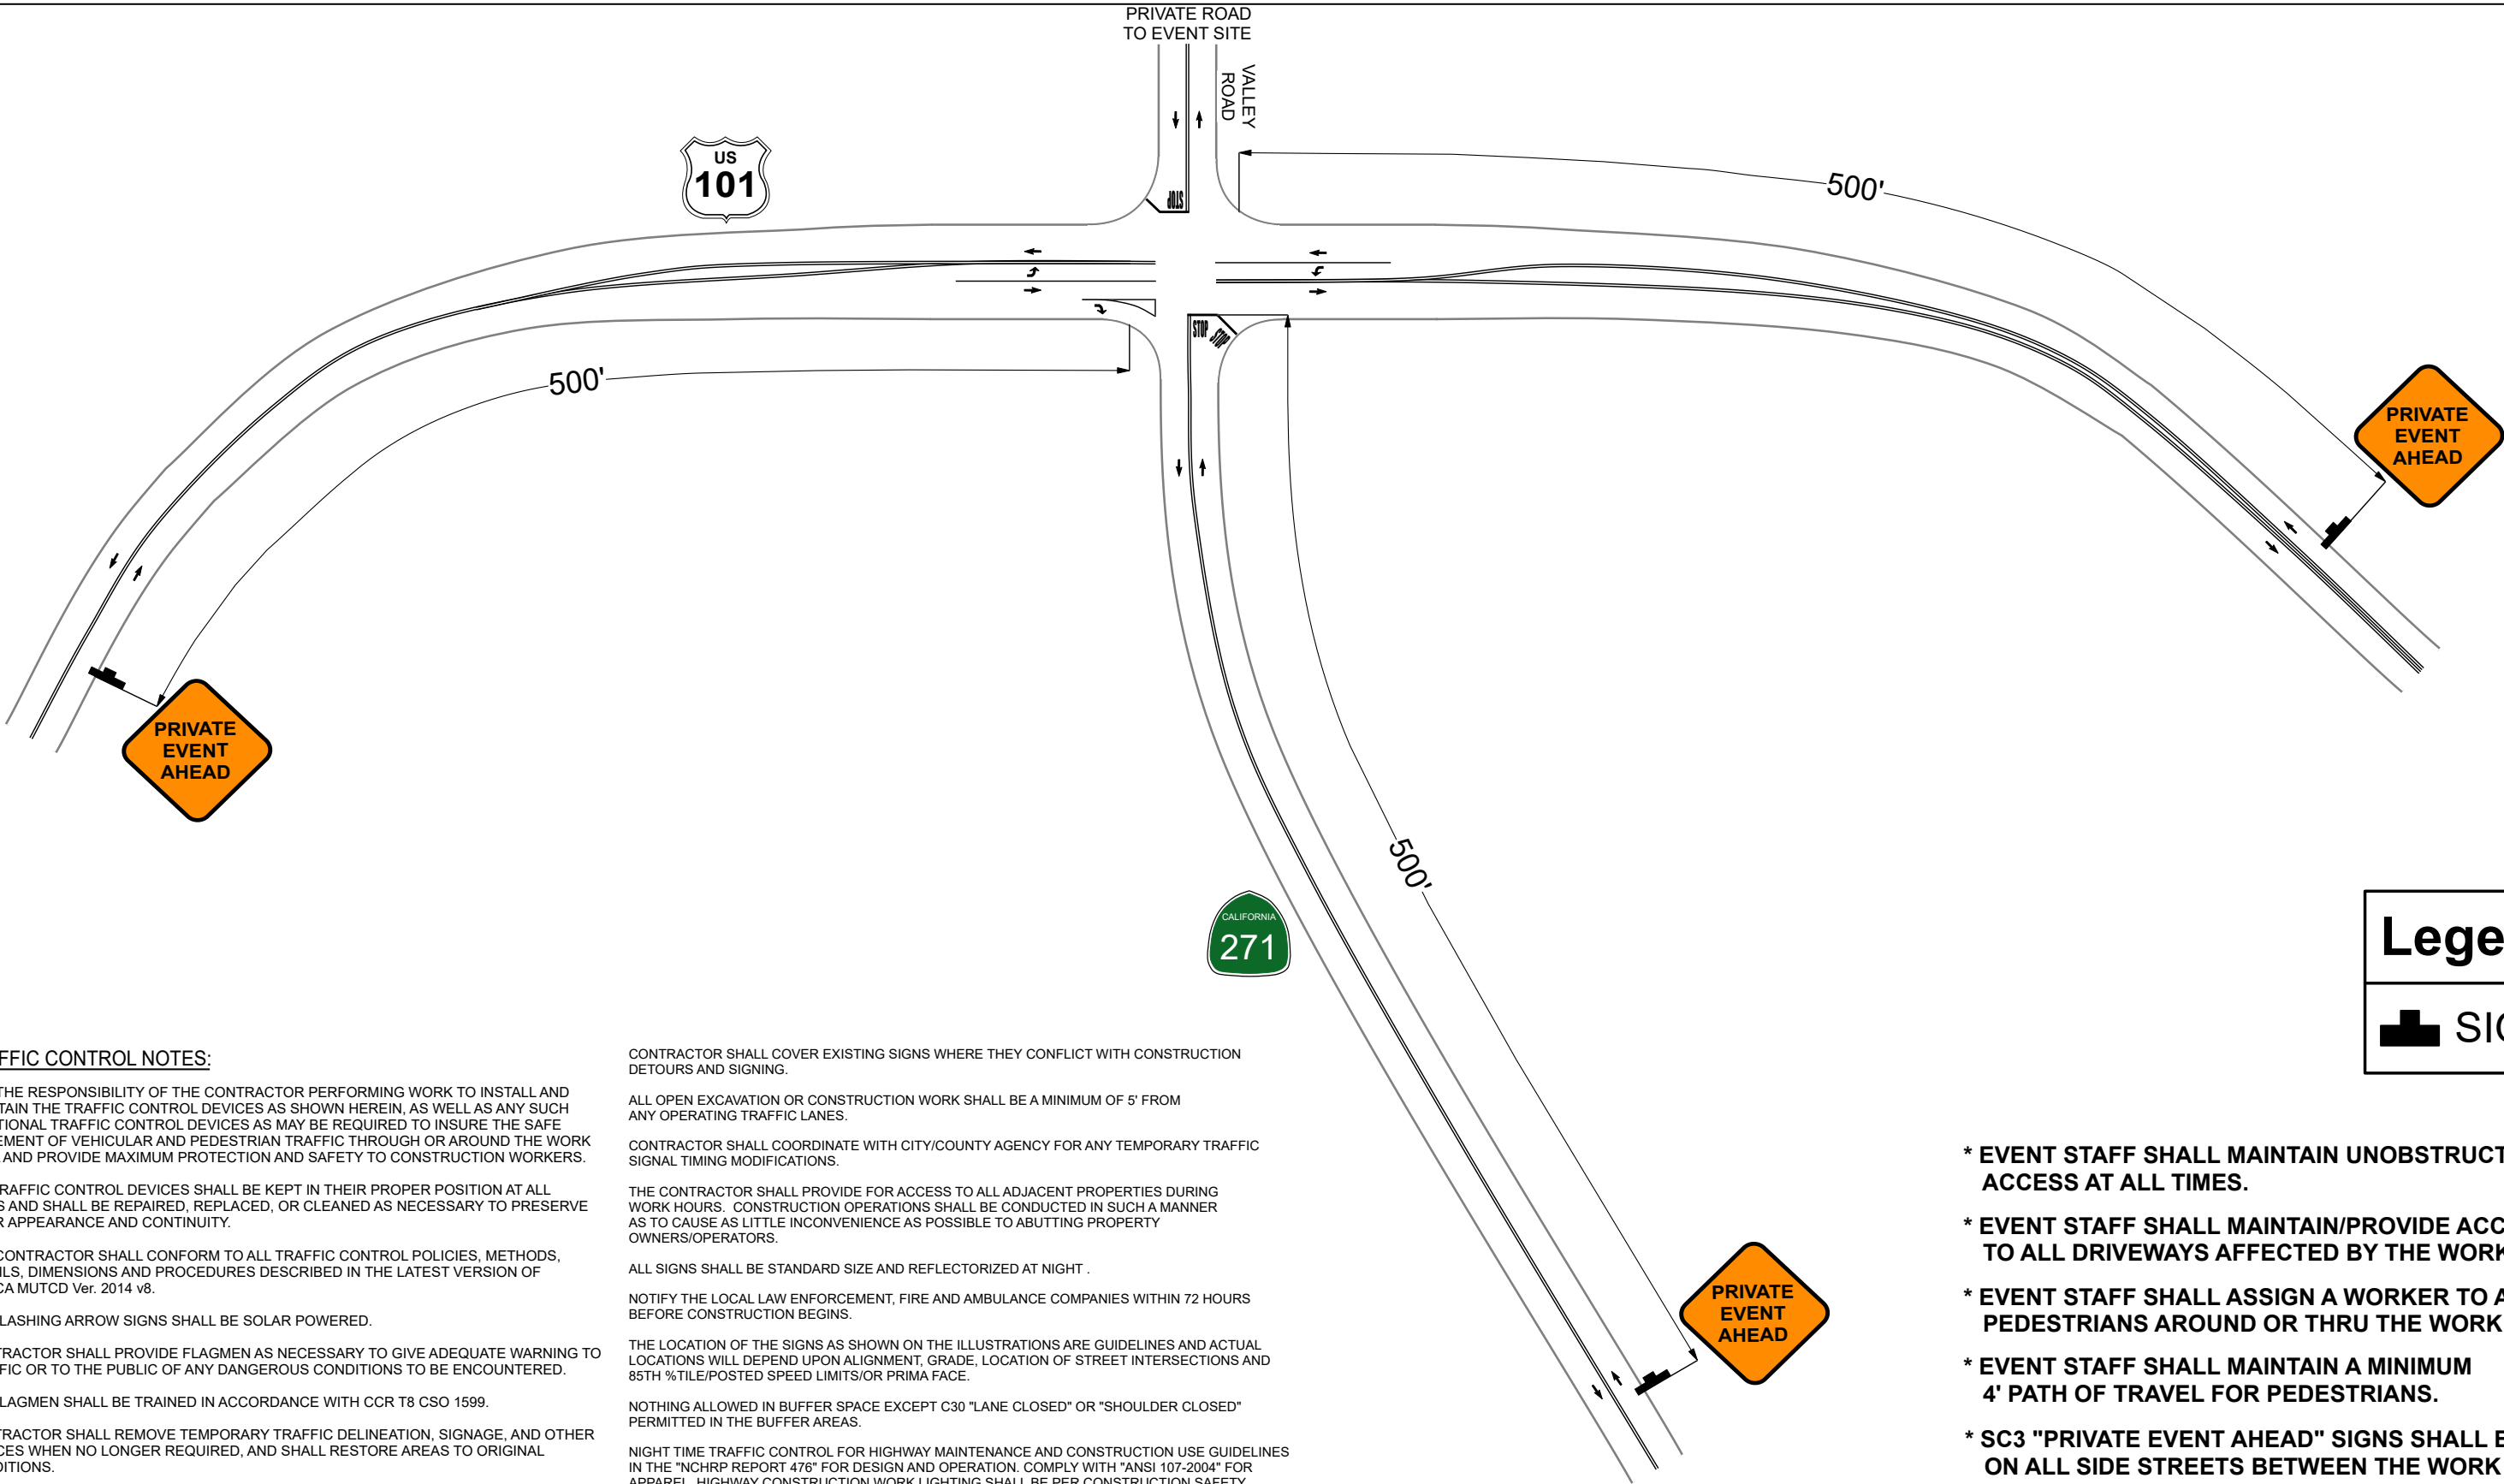 PRIVATE ROAD
TO EVENT SITE
VALLEY
ROAD
US
101
STOP
500'
500'
STOP
STOP
PRIVATE
EVENT
AHEAD
PRIVATE
EVENT
AHEAD
500'
CALIFORNIA
271
PRIVATE
EVENT
AHEAD
CONTROL NOTES:
THE RESPONSIBILITY OF THE CONTRACTOR PERFORMING WORK TO INSTALL AND
THE TRAFFIC CONTROL DEVICES AS SHOWN HEREIN, AS WELL AS ANY SUCH
TRAFFIC CONTROL DEVICES AS MAY BE REQUIRED TO INSURE THE SAFE
OF VEHICULAR AND PEDESTRIAN TRAFFIC THROUGH OR AROUND THE WORK
AND PROVIDE MAXIMUM PROTECTION AND SAFETY TO CONSTRUCTION WORKERS.
CONTROL DEVICES SHALL BE KEPT IN THEIR PROPER POSITION AT ALL
AND SHALL BE REPAIRED, REPLACED, OR CLEANED AS NECESSARY TO PRESERVE
APPEARANCE AND CONTINUITY.
CONTRACTOR SHALL CONFORM TO ALL TRAFFIC CONTROL POLICIES, METHODS,
DIMENSIONS AND PROCEDURES DESCRIBED IN THE LATEST VERSION OF
CA MUTCD Ver. 2014 v8.
ARROW SIGNS SHALL BE SOLAR POWERED.
SHALL PROVIDE FLAGMEN AS NECESSARY TO GIVE ADEQUATE WARNING TO
OR TO THE PUBLIC OF ANY DANGEROUS CONDITIONS TO BE ENCOUNTERED.
SHALL BE TRAINED IN ACCORDANCE WITH CCR T8 CSO 1599.
SHALL REMOVE TEMPORARY TRAFFIC DELINEATION, SIGNAGE, AND OTHER
WHEN NO LONGER REQUIRED, AND SHALL RESTORE AREAS TO ORIGINAL
CONTRACTOR SHALL COVER EXISTING SIGNS WHERE THEY CONFLICT WITH CONSTRUCTION
DETOURS AND SIGNING.
ALL OPEN EXCAVATION OR CONSTRUCTION WORK SHALL BE A MINIMUM OF 5' FROM
ANY OPERATING TRAFFIC LANES.
CONTRACTOR SHALL COORDINATE WITH CITY/COUNTY AGENCY FOR ANY TEMPORARY TRAFFIC
SIGNAL TIMING MODIFICATIONS.
THE CONTRACTOR SHALL PROVIDE FOR ACCESS TO ALL ADJACENT PROPERTIES DURING
WORK HOURS. CONSTRUCTION OPERATIONS SHALL BE CONDUCTED IN SUCH A MANNER
AS TO CAUSE AS LITTLE INCONVENIENCE AS POSSIBLE TO ABUTTING PROPERTY
OWNERS/OPERATORS.
ALL SIGNS SHALL BE STANDARD SIZE AND REFLECTORIZED AT NIGHT .
NOTIFY THE LOCAL LAW ENFORCEMENT, FIRE AND AMBULANCE COMPANIES WITHIN 72 HOURS
BEFORE CONSTRUCTION BEGINS.
THE LOCATION OF THE SIGNS AS SHOWN ON THE ILLUSTRATIONS ARE GUIDELINES AND ACTUAL
LOCATIONS WILL DEPEND UPON ALIGNMENT, GRADE, LOCATION OF STREET INTERSECTIONS AND
85TH %TILE/POSTED SPEED LIMITS/OR PRIMA FACE.
NOTHING ALLOWED IN BUFFER SPACE EXCEPT C30 "LANE CLOSED" OR "SHOULDER CLOSED"
PERMITTED IN THE BUFFER AREAS.
NIGHT TIME TRAFFIC CONTROL FOR HIGHWAY MAINTENANCE AND CONSTRUCTION USE GUIDELINES
IN THE "NCHRP REPORT 476" FOR DESIGN AND OPERATION. COMPLY WITH "ANSI 107-2004" FOR
APPAREL. HIGHWAY CONSTRUCTION WORK LIGHTING SHALL BE PER CONSTRUCTION SAFETY
* EVENT STAFF SHALL MAINTAIN
ACCESS AT ALL TIMES.
* EVENT STAFF SHALL MAINTAIN/PROVIDE
TO ALL DRIVEWAYS AFFECTED BY THE WORK
* EVENT STAFF SHALL ASSIGN A WORKER TO
PEDESTRIANS AROUND OR THRU THE WORK
* EVENT STAFF SHALL MAINTAIN A MINIMUM
4' PATH OF TRAVEL FOR PEDESTRIANS.
* SC3 "PRIVATE EVENT AHEAD" SIGNS SHALL
ON ALL SIDE STREETS BETWEEN THE WORK